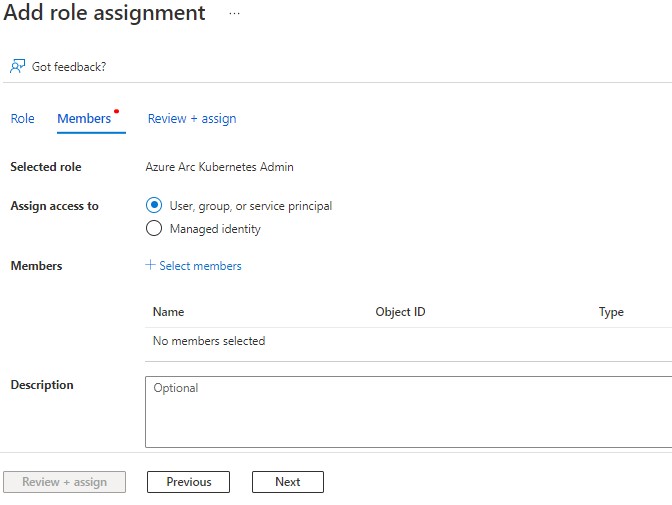 Add role assignment ...
Got feedback?
Role Members Review + assign
Selected role Azure Arc Kubernetes Admin
Assign access to User, group, or service principal
Managed identity
Members + Select members
Name Object ID Type
No members selected
Description Optional
Review + assign Previous Next